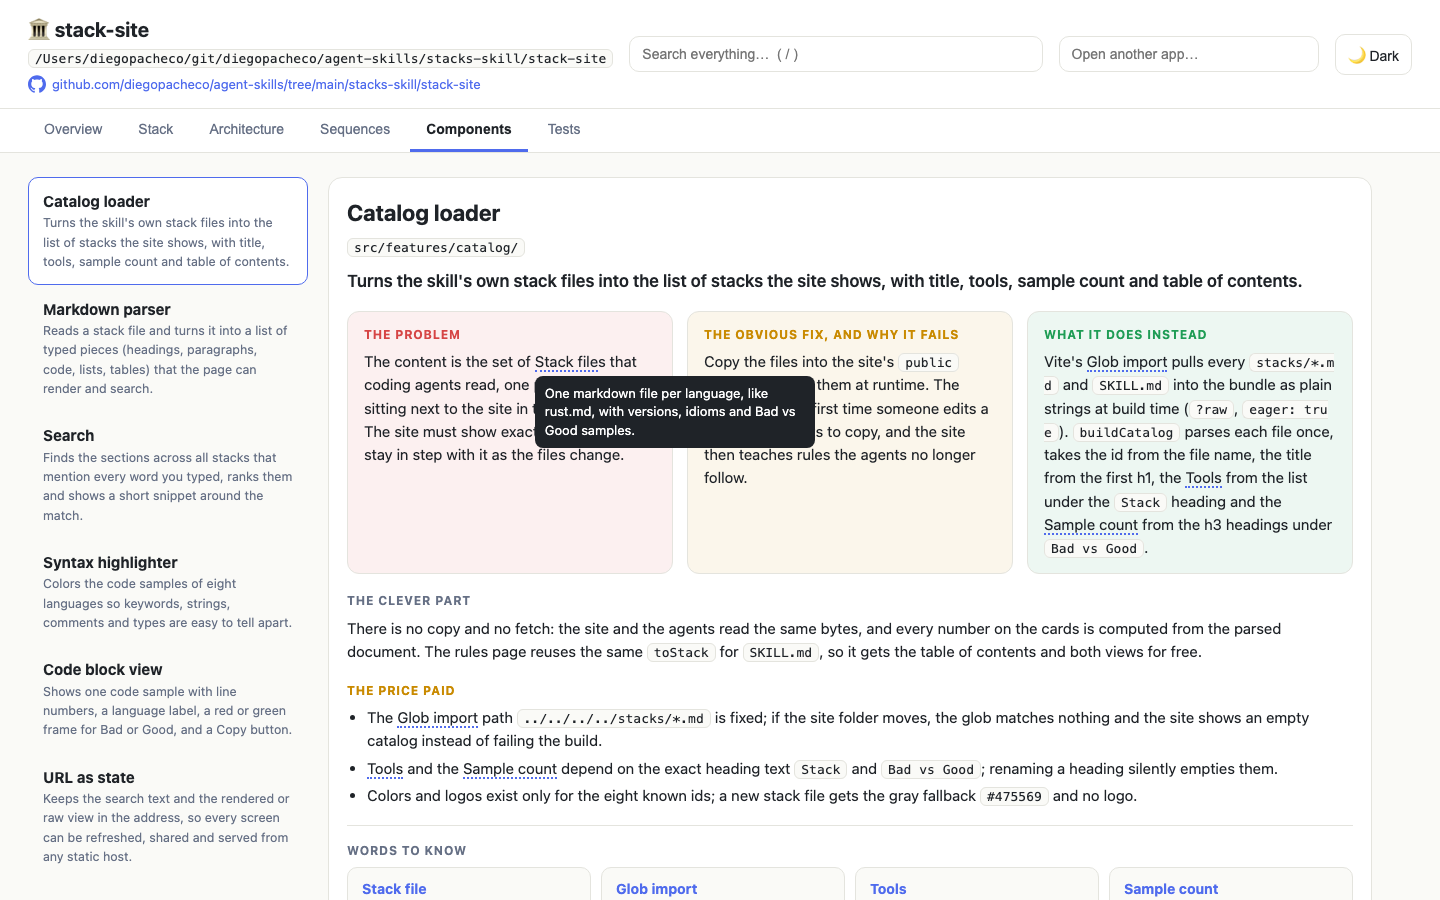 🏛️ stack-site
/Users/diegopacheco/git/diegopacheco/agent-skills/stacks-skill/stack-site
github.com/diegopacheco/agent-skills/tree/main/stacks-skill/stack-site
Search everything… ( / )
Open another app…
🌙 Dark
Overview
Stack
Architecture
Sequences
Components
Tests
Catalog loader
Turns the skill's own stack files into the
list of stacks the site shows, with title,
tools, sample count and table of contents.
Markdown parser
Reads a stack file and turns it into a list of
typed pieces (headings, paragraphs,
code, lists, tables) that the page can
render and search.
Search
Finds the sections across all stacks that
mention every word you typed, ranks them
and shows a short snippet around the
match.
Syntax highlighter
Colors the code samples of eight
languages so keywords, strings,
comments and types are easy to tell apart.
Code block view
Shows one code sample with line
numbers, a language label, a red or green
frame for Bad or Good, and a Copy button.
URL as state
Keeps the search text and the rendered or
raw view in the address, so every screen
can be refreshed, shared and served from
any static host.
Catalog loader
src/features/catalog/
Turns the skill's own stack files into the list of stacks the site shows, with title, tools, sample count and table of contents.
THE PROBLEM
The content is the set of Stack files that
coding agents read, one
sitting next to the site in
The site must show exac
stay in step with it as the files change.
One markdown file per language, like
rust.md, with versions, idioms and Bad vs
Good samples.
THE OBVIOUS FIX, AND WHY IT FAILS
Copy the files into the site's public
them at runtime. The
first time someone edits a
s to copy, and the site
then teaches rules the agents no longer
follow.
WHAT IT DOES INSTEAD
Vite's Glob import pulls every stacks/*.m
d and SKILL.md into the bundle as plain
strings at build time ( ?raw , eager: tru
e ). buildCatalog parses each file once,
takes the id from the file name, the title
from the first h1, the Tools from the list
under the Stack heading and the
Sample count from the h3 headings under
Bad vs Good .
THE CLEVER PART
There is no copy and no fetch: the site and the agents read the same bytes, and every number on the cards is computed from the parsed
document. The rules page reuses the same toStack for SKILL.md , so it gets the table of contents and both views for free.
THE PRICE PAID
• The Glob import path ../../../../stacks/*.md is fixed; if the site folder moves, the glob matches nothing and the site shows an empty
catalog instead of failing the build.
• Tools and the Sample count depend on the exact heading text Stack and Bad vs Good ; renaming a heading silently empties them.
• Colors and logos exist only for the eight known ids; a new stack file gets the gray fallback #475569 and no logo.
WORDS TO KNOW
Stack file
Glob import
Tools
Sample count